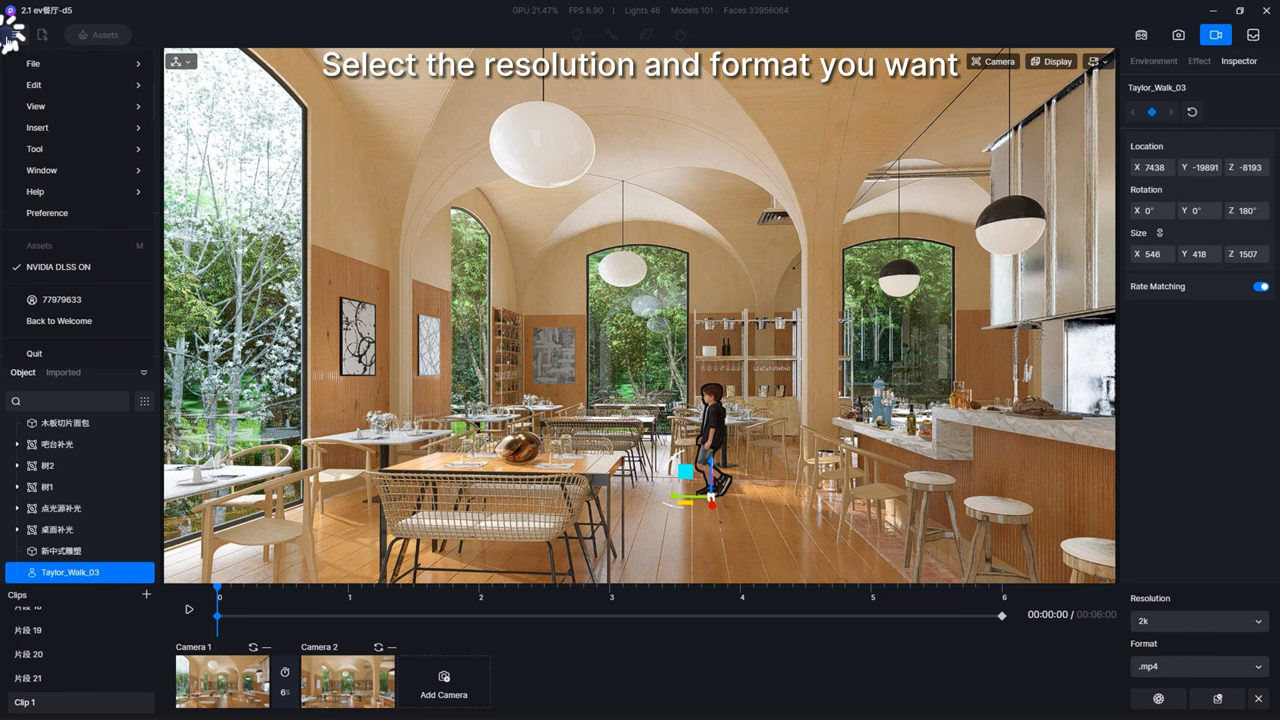 2.1 ev餐厅-d5
GPU 21.47% FPS 6.90 | Lights 46 Models 101 Faces 33956064
Assets
File
Edit
View
Insert
Tool
Window
Help
Preference
Assets M
NVIDIA DLSS ON
77979633
Back to Welcome
Quit
Object Imported
木板切片面包
吧台补光
树2
树1
点光源补光
桌面补光
新中式雕塑
Taylor_Walk_03
Clips
片段 19
片段 20
片段 21
Clip 1
Select the resolution and format you want
Camera Display
0 1 2 3 4 5 6
00:00:00 / 00:06:00
Camera 1 Camera 2
6s
Add Camera
Environment Effect Inspector
Taylor_Walk_03
Location
X 7438 Y -19891 Z -8193
Rotation
X 0° Y 0° Z 180°
Size
X 546 Y 418 Z 1507
Rate Matching
Resolution
2k
Format
.mp4